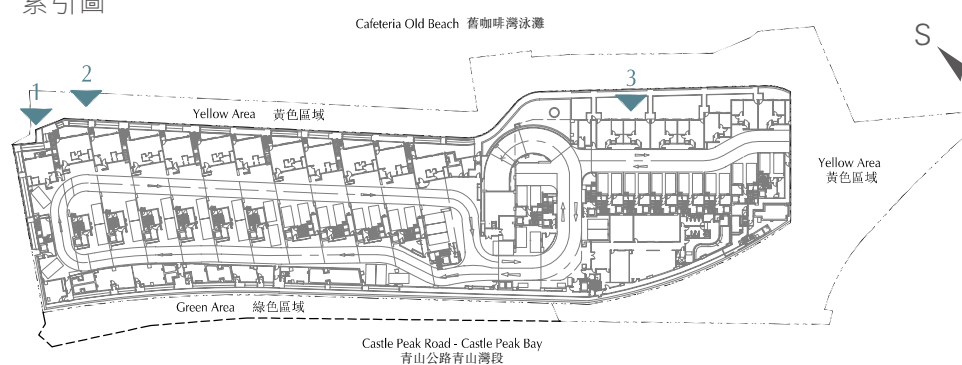 索引圖
Cafeteria Old Beach 舊咖啡灣泳灘
S
1
2
3
Yellow Area 黃色區域
Yellow Area
黃色區域
Green Area 綠色區域
Castle Peak Road - Castle Peak Bay
青山公路青山灣段